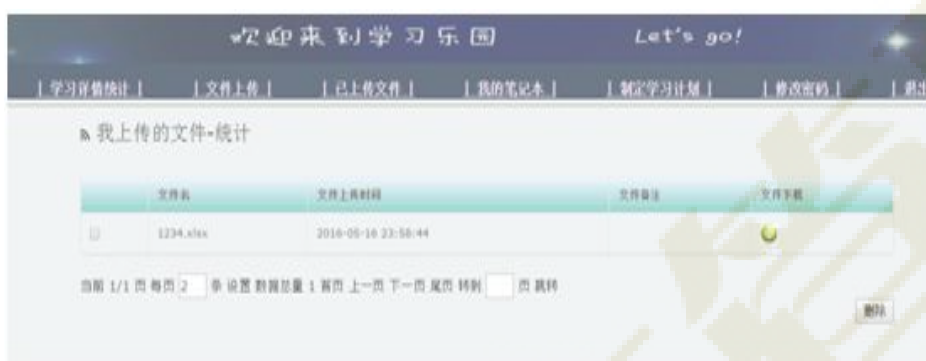 欢迎来到学习乐园 Let's go!
| 学习详情统计 | | 文件上传 | | 已上传文件 | | 我的笔记本 | | 制定学习计划 | | 修改密码 | | 退出
我上传的文件-统计
文件名 文件上传时间 文件备注 文件下载
1234.xlsx 2016-05-16 23:56:44
当前 1/1 页 每页 2 条 设置 数据总量 1 首页 上一页 下一页 尾页 转到 页 跳转
删除